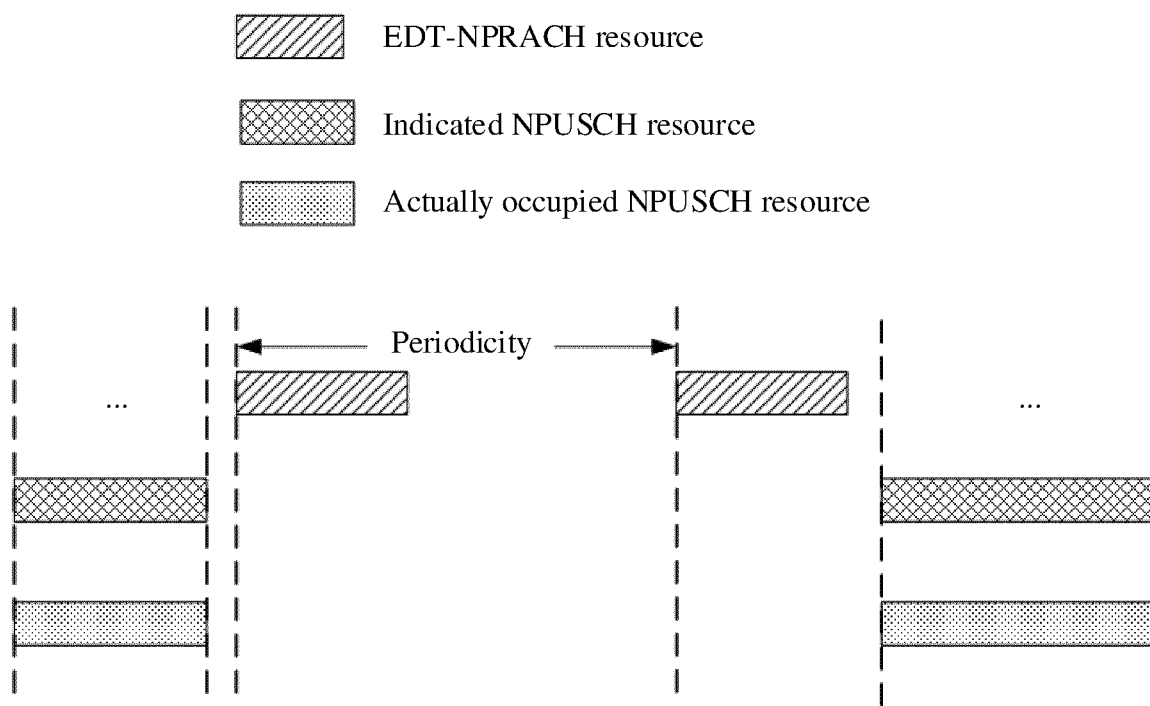 EDT-NPRACH resource
Indicated NPUSCH resource
Actually occupied NPUSCH resource
Periodicity
... ...